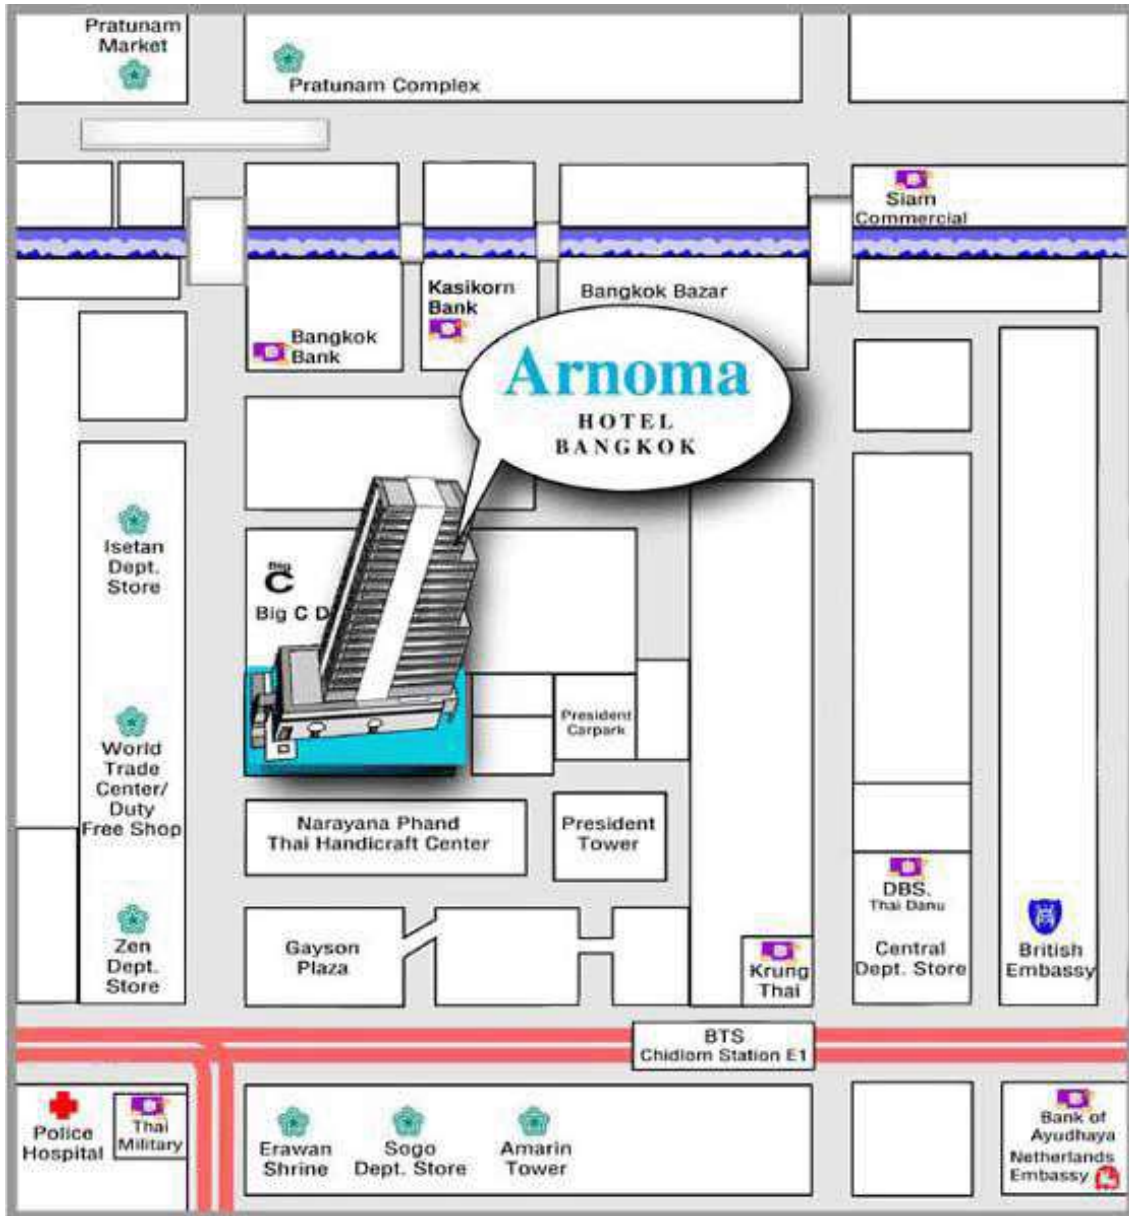 Pratunam
Market
Pratunam Complex
Siam
Commercial
Kasikorn
Bank
Bangkok Bazar
Bangkok
Bank
Arnoma
HOTEL
BANGKOK
Isetan
Dept.
Store
Big
C
Big C D
World
Trade
Center/
Duty
Free Shop
President
Carpark
Narayana Phand
Thai Handicraft Center
President
Tower
DBS.
Thai Danu
Central
Dept. Store
British
Embassy
Zen
Dept.
Store
Gayson
Plaza
Krung
Thai
BTS
Chidlom Station E1
Police
Hospital
Thai
Military
Erawan
Shrine
Sogo
Dept. Store
Amarin
Tower
Bank of
Ayudhaya
Netherlands
Embassy